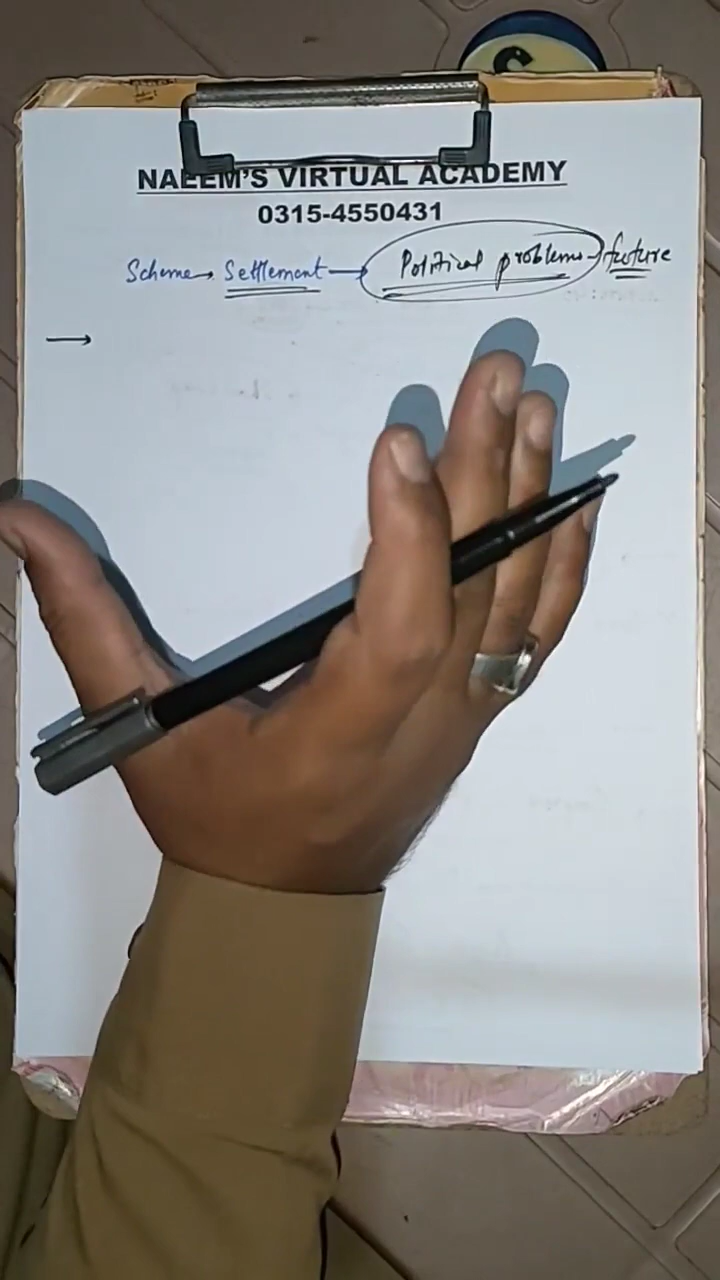 NAEEM'S VIRTUAL ACADEMY
0315-4550431
Scheme → Settlement → Political problems → future
→